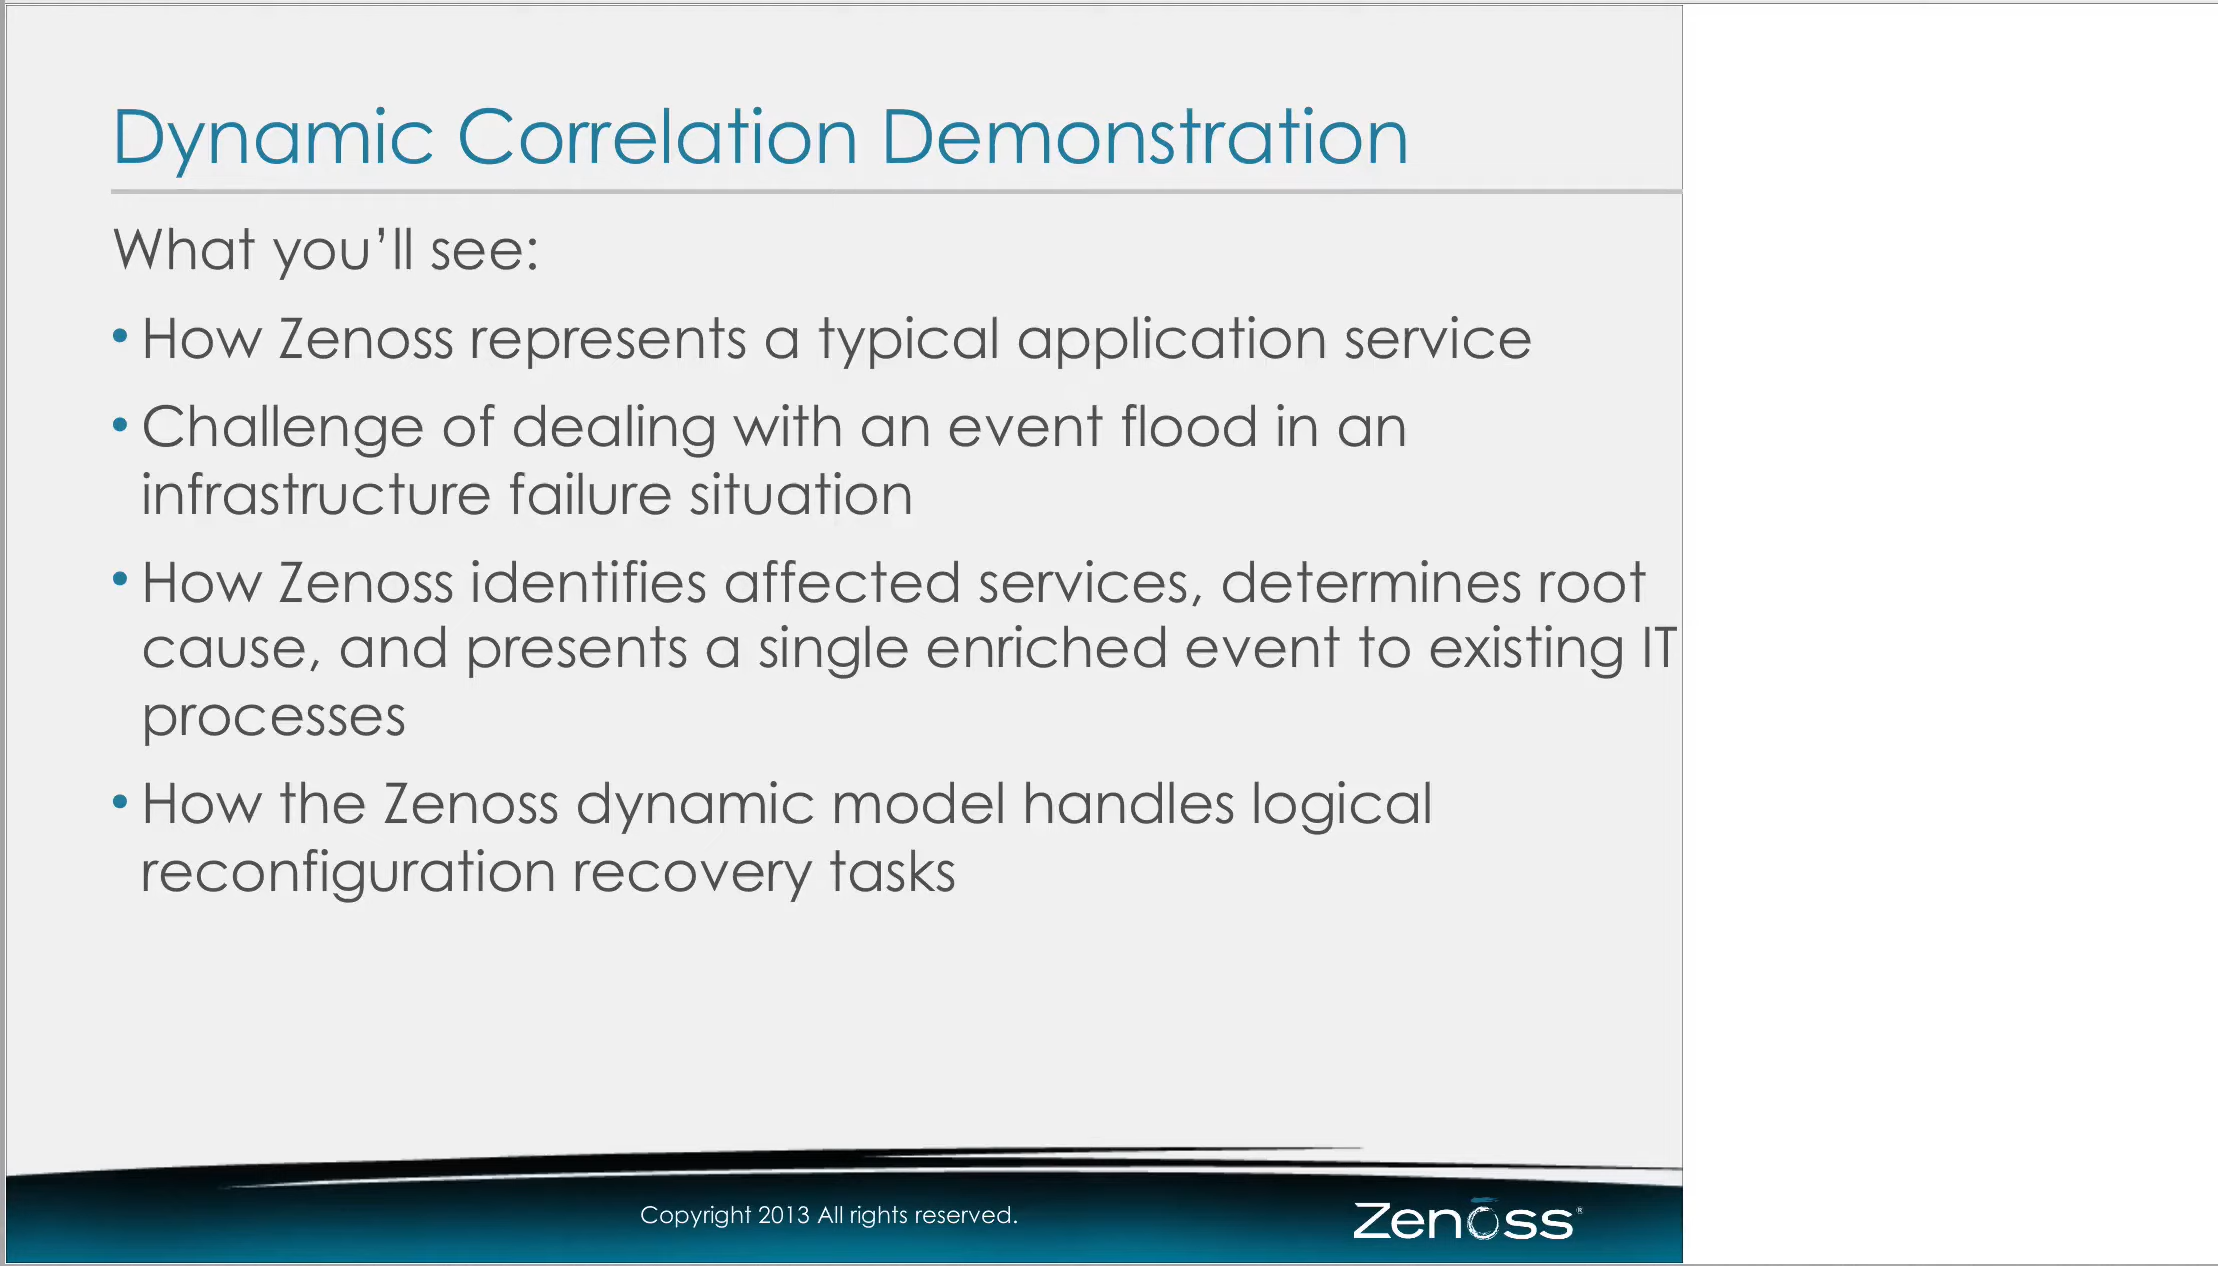 Dynamic Correlation Demonstration
What you’ll see:
• How Zenoss represents a typical application service
• Challenge of dealing with an event flood in an
infrastructure failure situation
• How Zenoss identifies affected services, determines root
cause, and presents a single enriched event to existing IT
processes
• How the Zenoss dynamic model handles logical
reconfiguration recovery tasks
Copyright 2013 All rights reserved.
Zenoss®